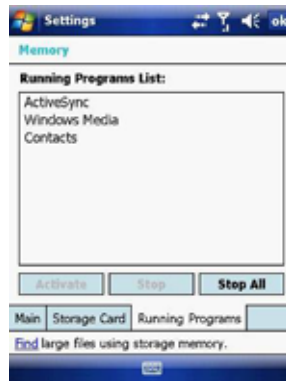 Settings
ok
Memory
Running Programs List:
ActiveSync
Windows Media
Contacts
Activate
Stop
Stop All
Main
Storage Card
Running Programs
Find large files using storage memory.